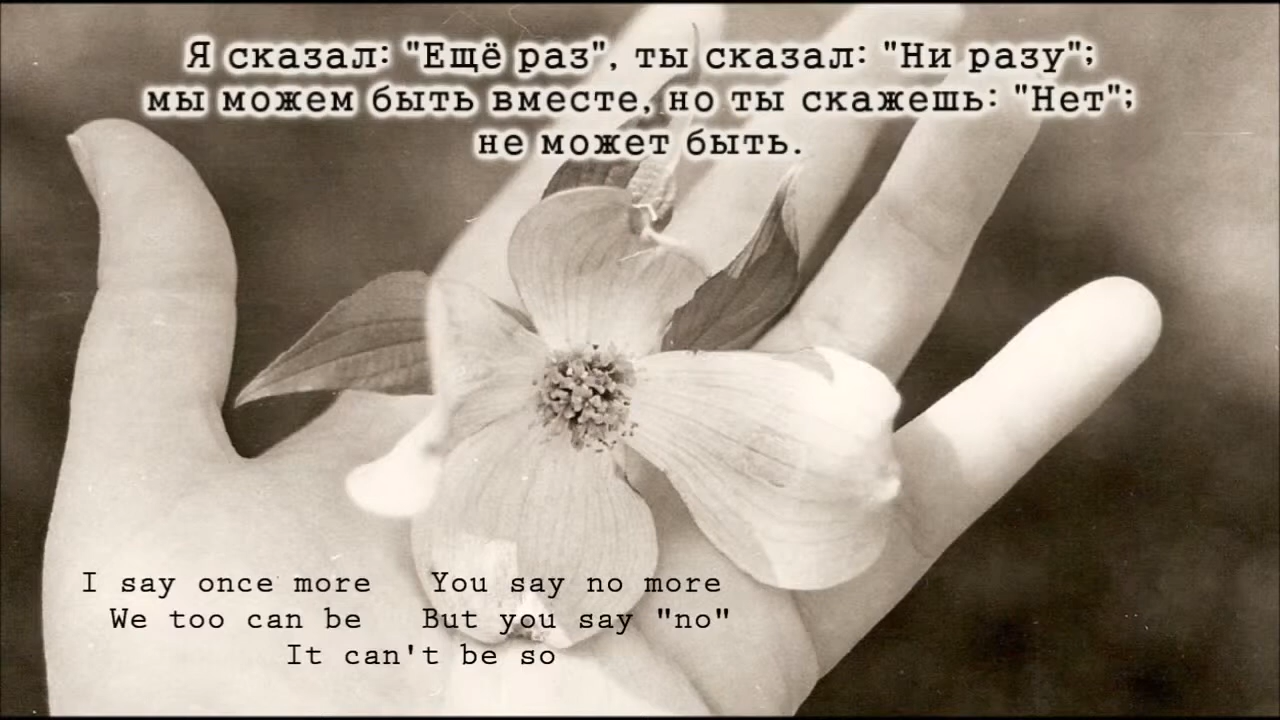 Я сказал: "Ещё раз", ты сказал: "Ни разу";
мы можем быть вместе, но ты скажешь: "Нет";
не может быть.
I say once more You say no more
We too can be But you say "no"
It can't be so